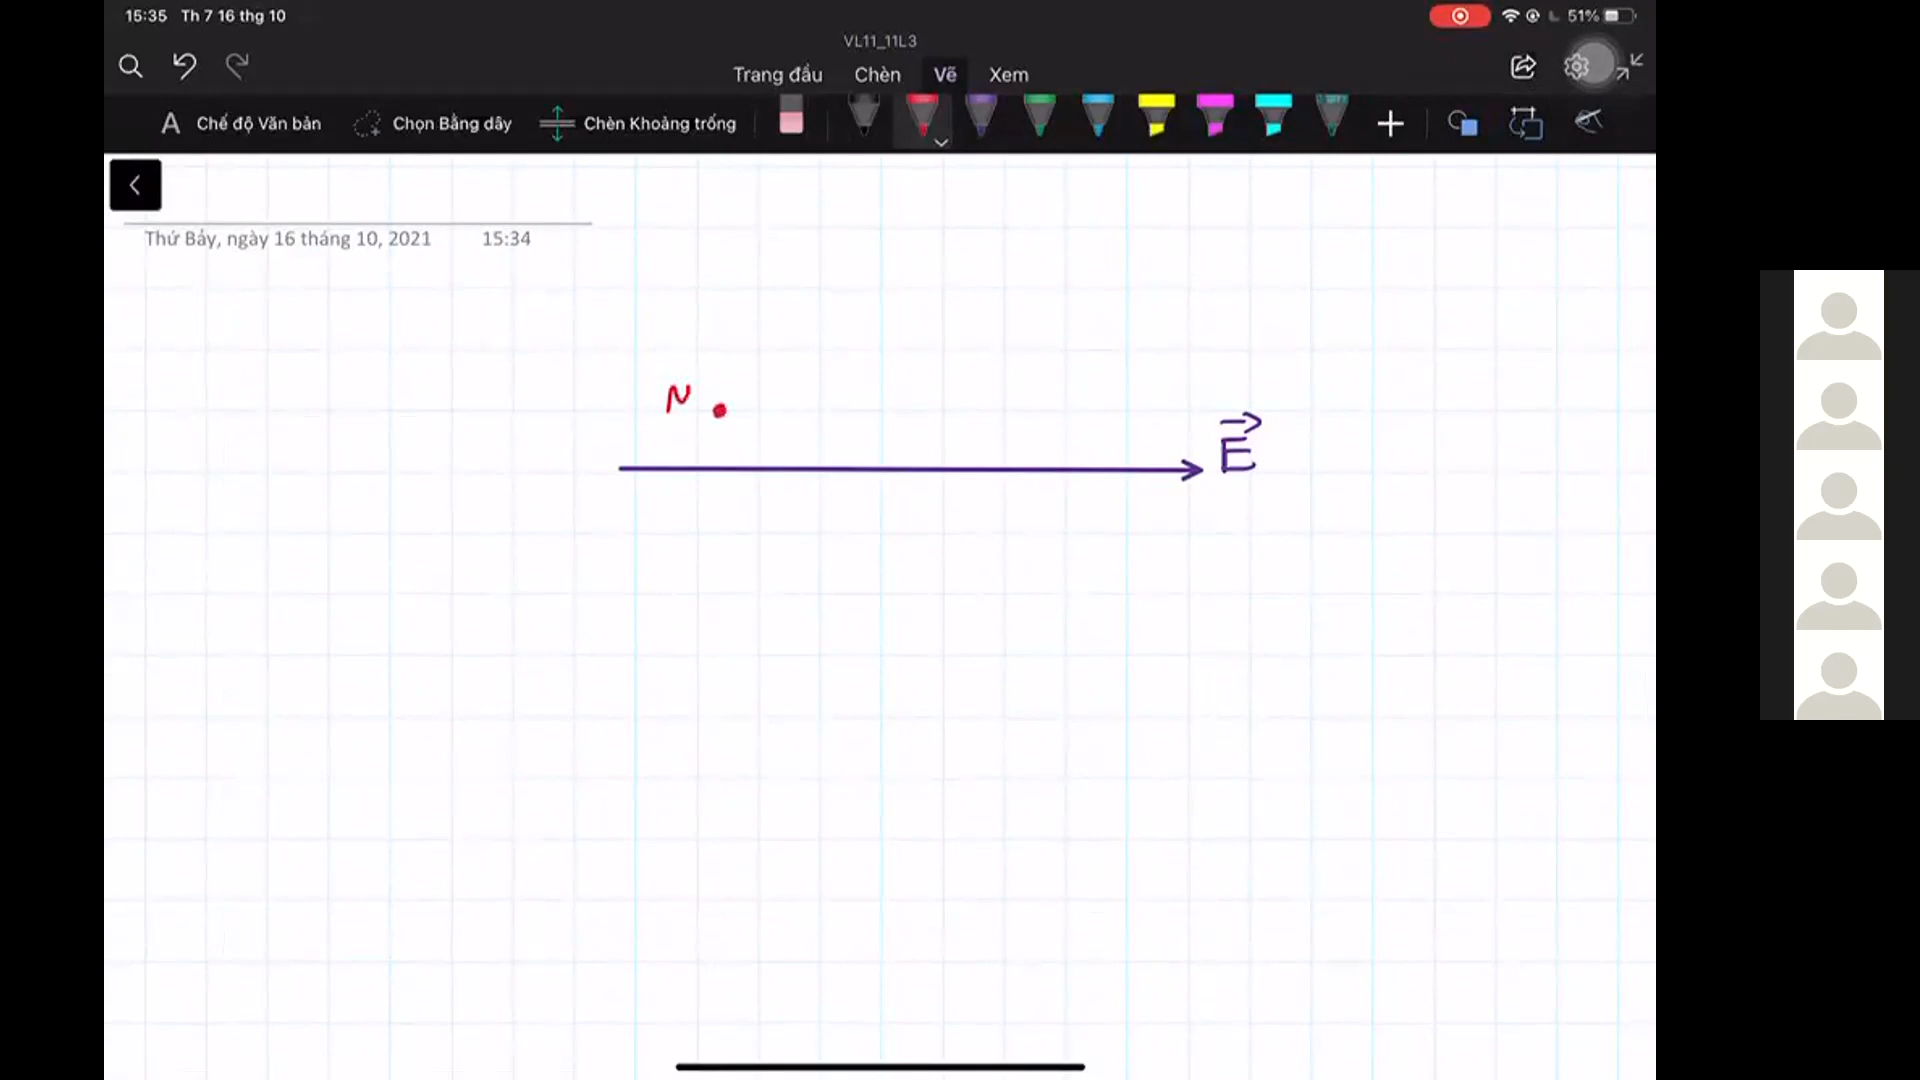 15:35 Th 7 16 thg 10
51%
VL11_11L3
Trang đầu Chèn Vẽ Xem
A Chế độ Văn bản Chọn Bằng dây Chèn Khoảng trống
Thứ Bảy, ngày 16 tháng 10, 2021 15:34
N
E